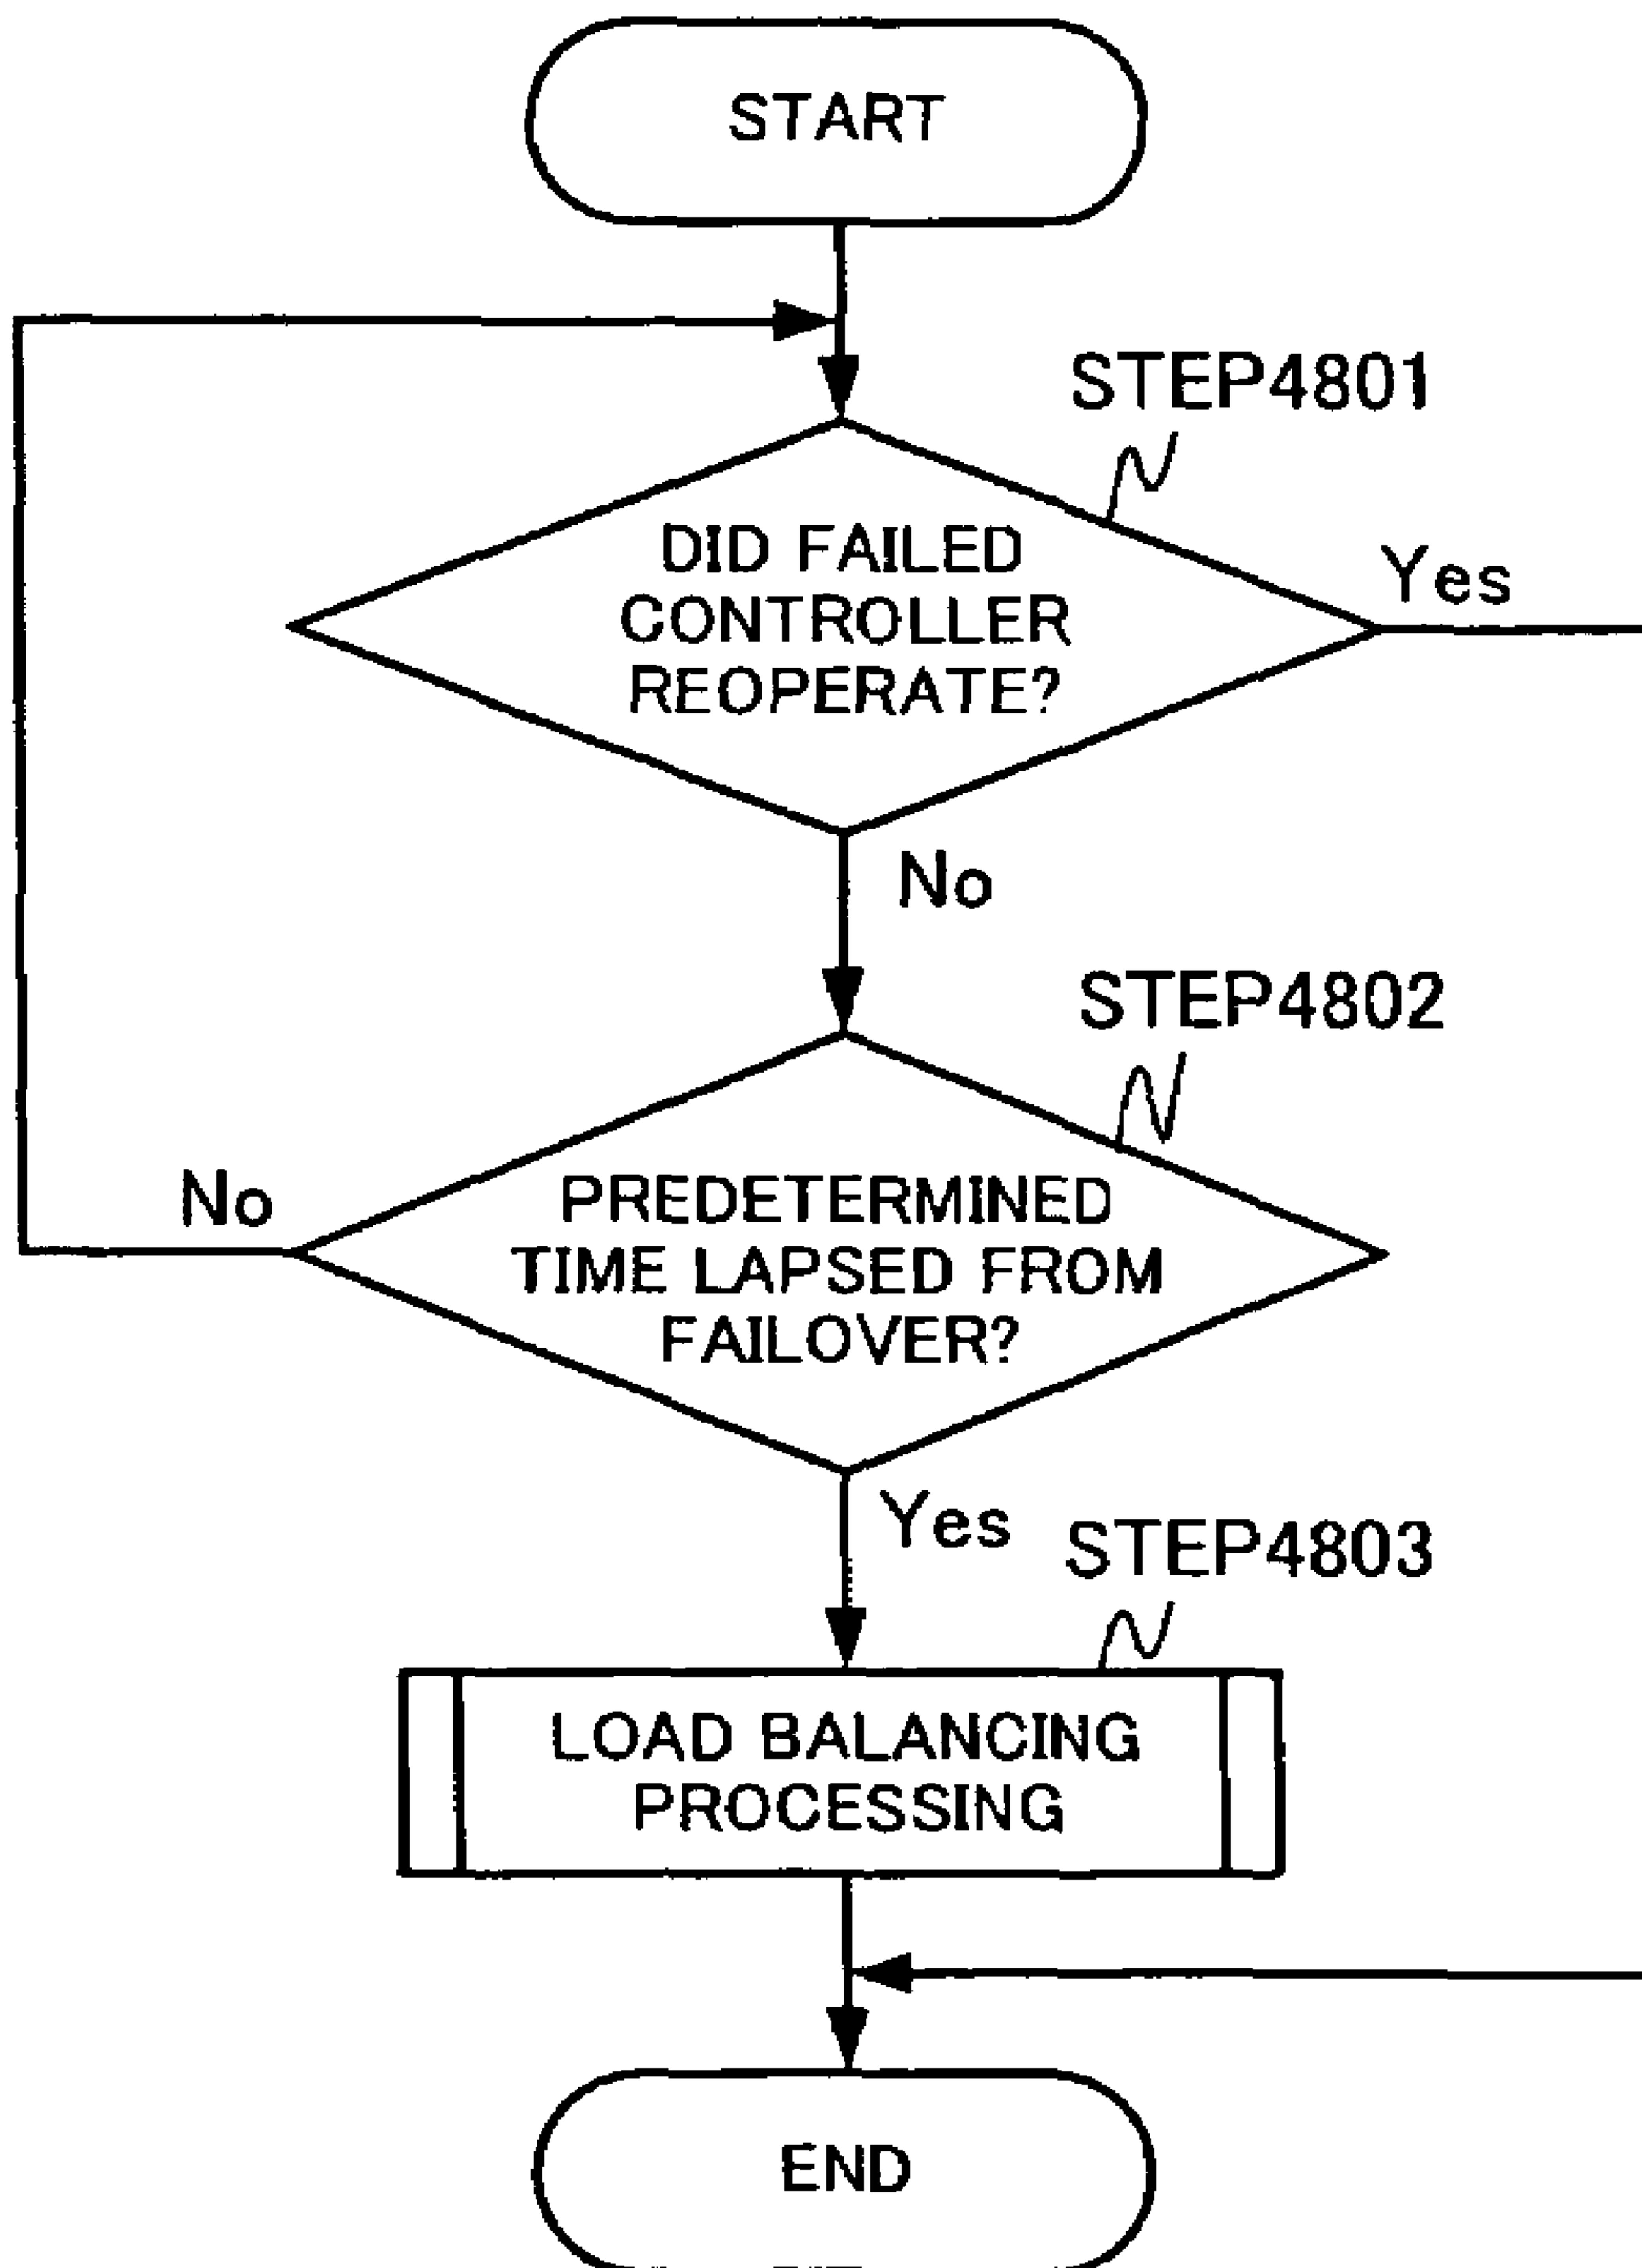 START
STEP4801
DID FAILED
CONTROLLER
REOPERATE?
Yes
No
STEP4802
PREDETERMINED
TIME LAPSED FROM
FAILOVER?
No
Yes
STEP4803
LOAD BALANCING
PROCESSING
END